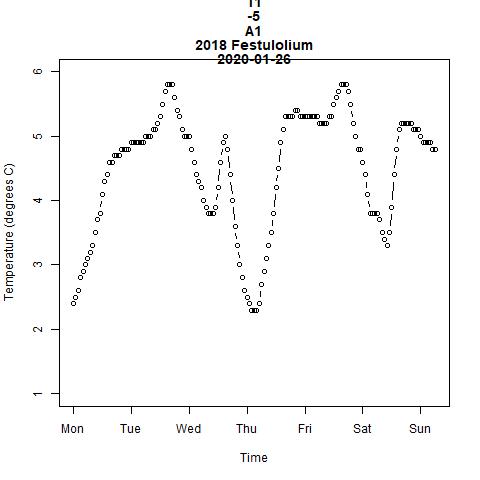 T1
-5
A1
2018 Festulolium
2020-01-26
Temperature (degrees C)
6
5
4
3
2
1
Mon Tue Wed Thu Fri Sat Sun
Time